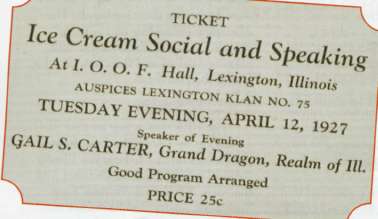 TICKET
Ice Cream Social and Speaking
At I. O. O. F. Hall, Lexington, Illinois
AUSPICES LEXINGTON KLAN NO. 75
TUESDAY EVENING, APRIL 12, 1927
Speaker of Evening
GAIL S. CARTER, Grand Dragon, Realm of Ill.
Good Program Arranged
PRICE 25c